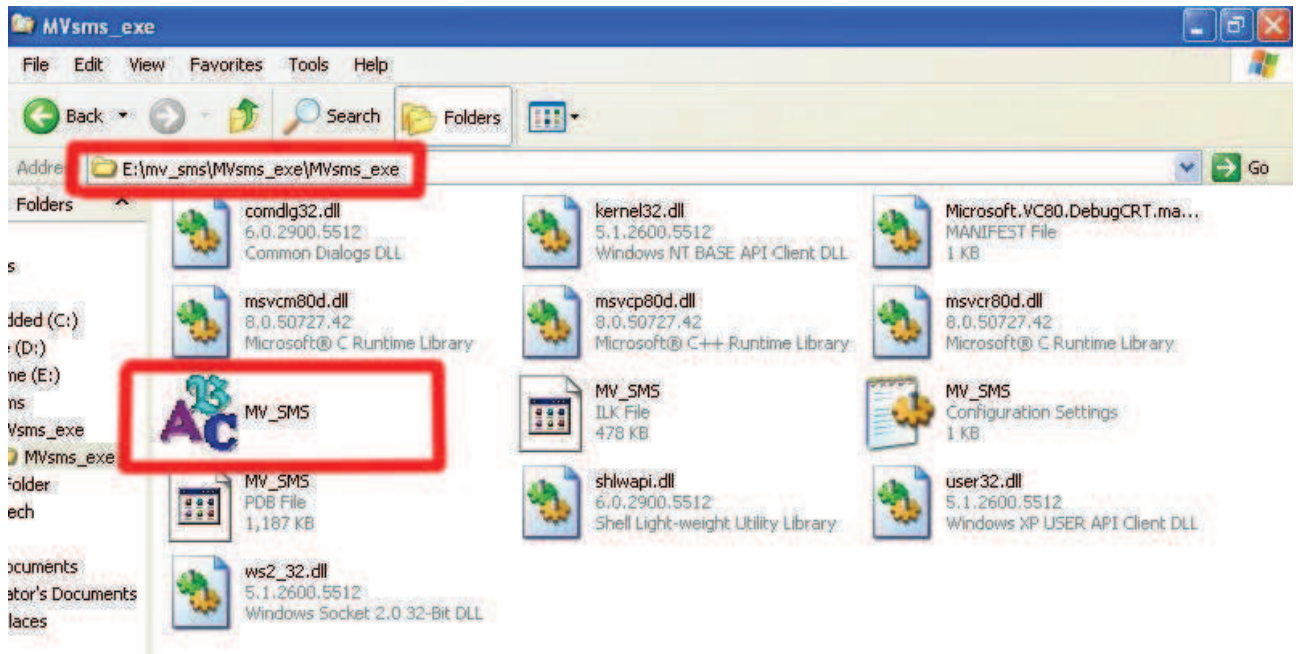 MVsms_exe
File Edit View Favorites Tools Help
Back Search Folders
Addre E:\mv_sms\MVsms_exe\MVsms_exe Go
Folders
s
dded (C:)
(D:)
me (E:)
ms
Vsms_exe
MVsms_exe
Folder
ech
ocuments
ator's Documents
laces
comdlg32.dll
6.0.2900.5512
Common Dialogs DLL
kernel32.dll
5.1.2600.5512
Windows NT BASE API Client DLL
Microsoft.VC80.DebugCRT.ma...
MANIFEST File
1 KB
msvcm80d.dll
8.0.50727.42
Microsoft® C Runtime Library
msvcp80d.dll
8.0.50727.42
Microsoft® C++ Runtime Library
msvcr80d.dll
8.0.50727.42
Microsoft® C Runtime Library
MV_SMS
MV_SMS
ILK File
478 KB
MV_SMS
Configuration Settings
1 KB
MV_SMS
PDB File
1,187 KB
shlwapi.dll
6.0.2900.5512
Shell Light-weight Utility Library
user32.dll
5.1.2600.5512
Windows XP USER API Client DLL
ws2_32.dll
5.1.2600.5512
Windows Socket 2.0 32-Bit DLL